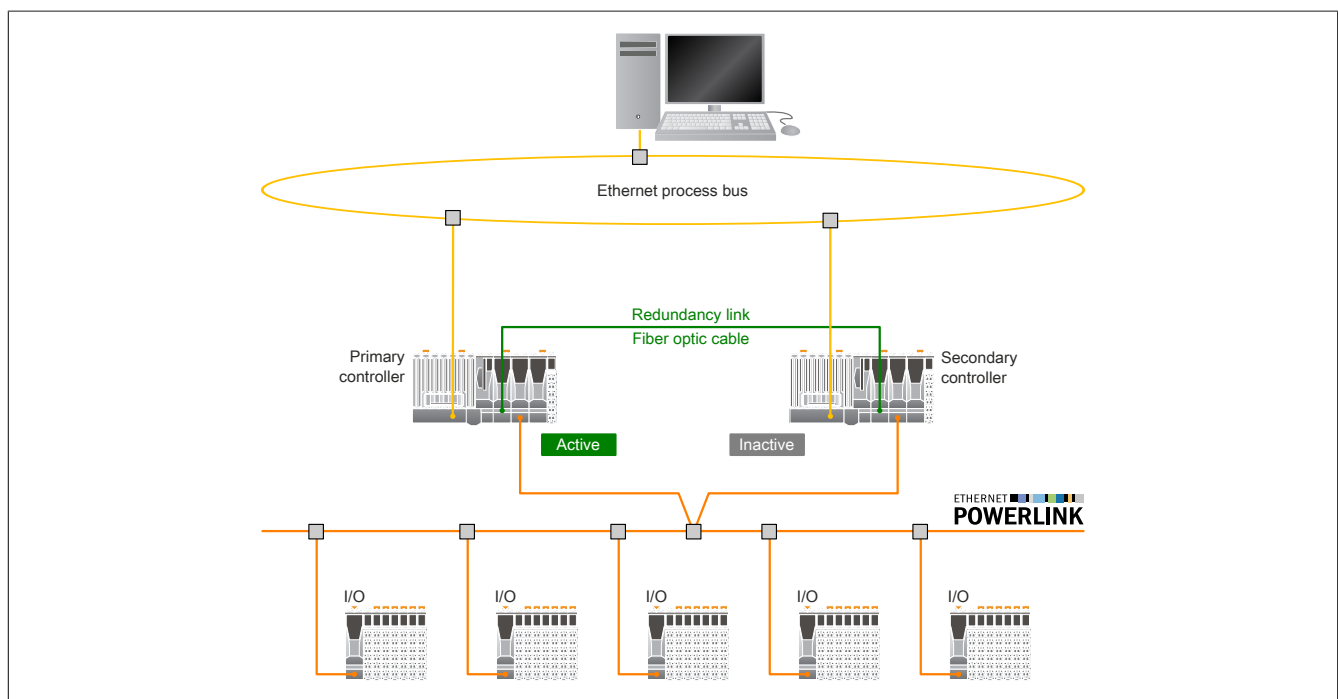 Ethernet process bus
Redundancy link
Fiber optic cable
Primary
controller
Secondary
controller
Active
Inactive
ETHERNET
POWERLINK
I/O
I/O
I/O
I/O
I/O